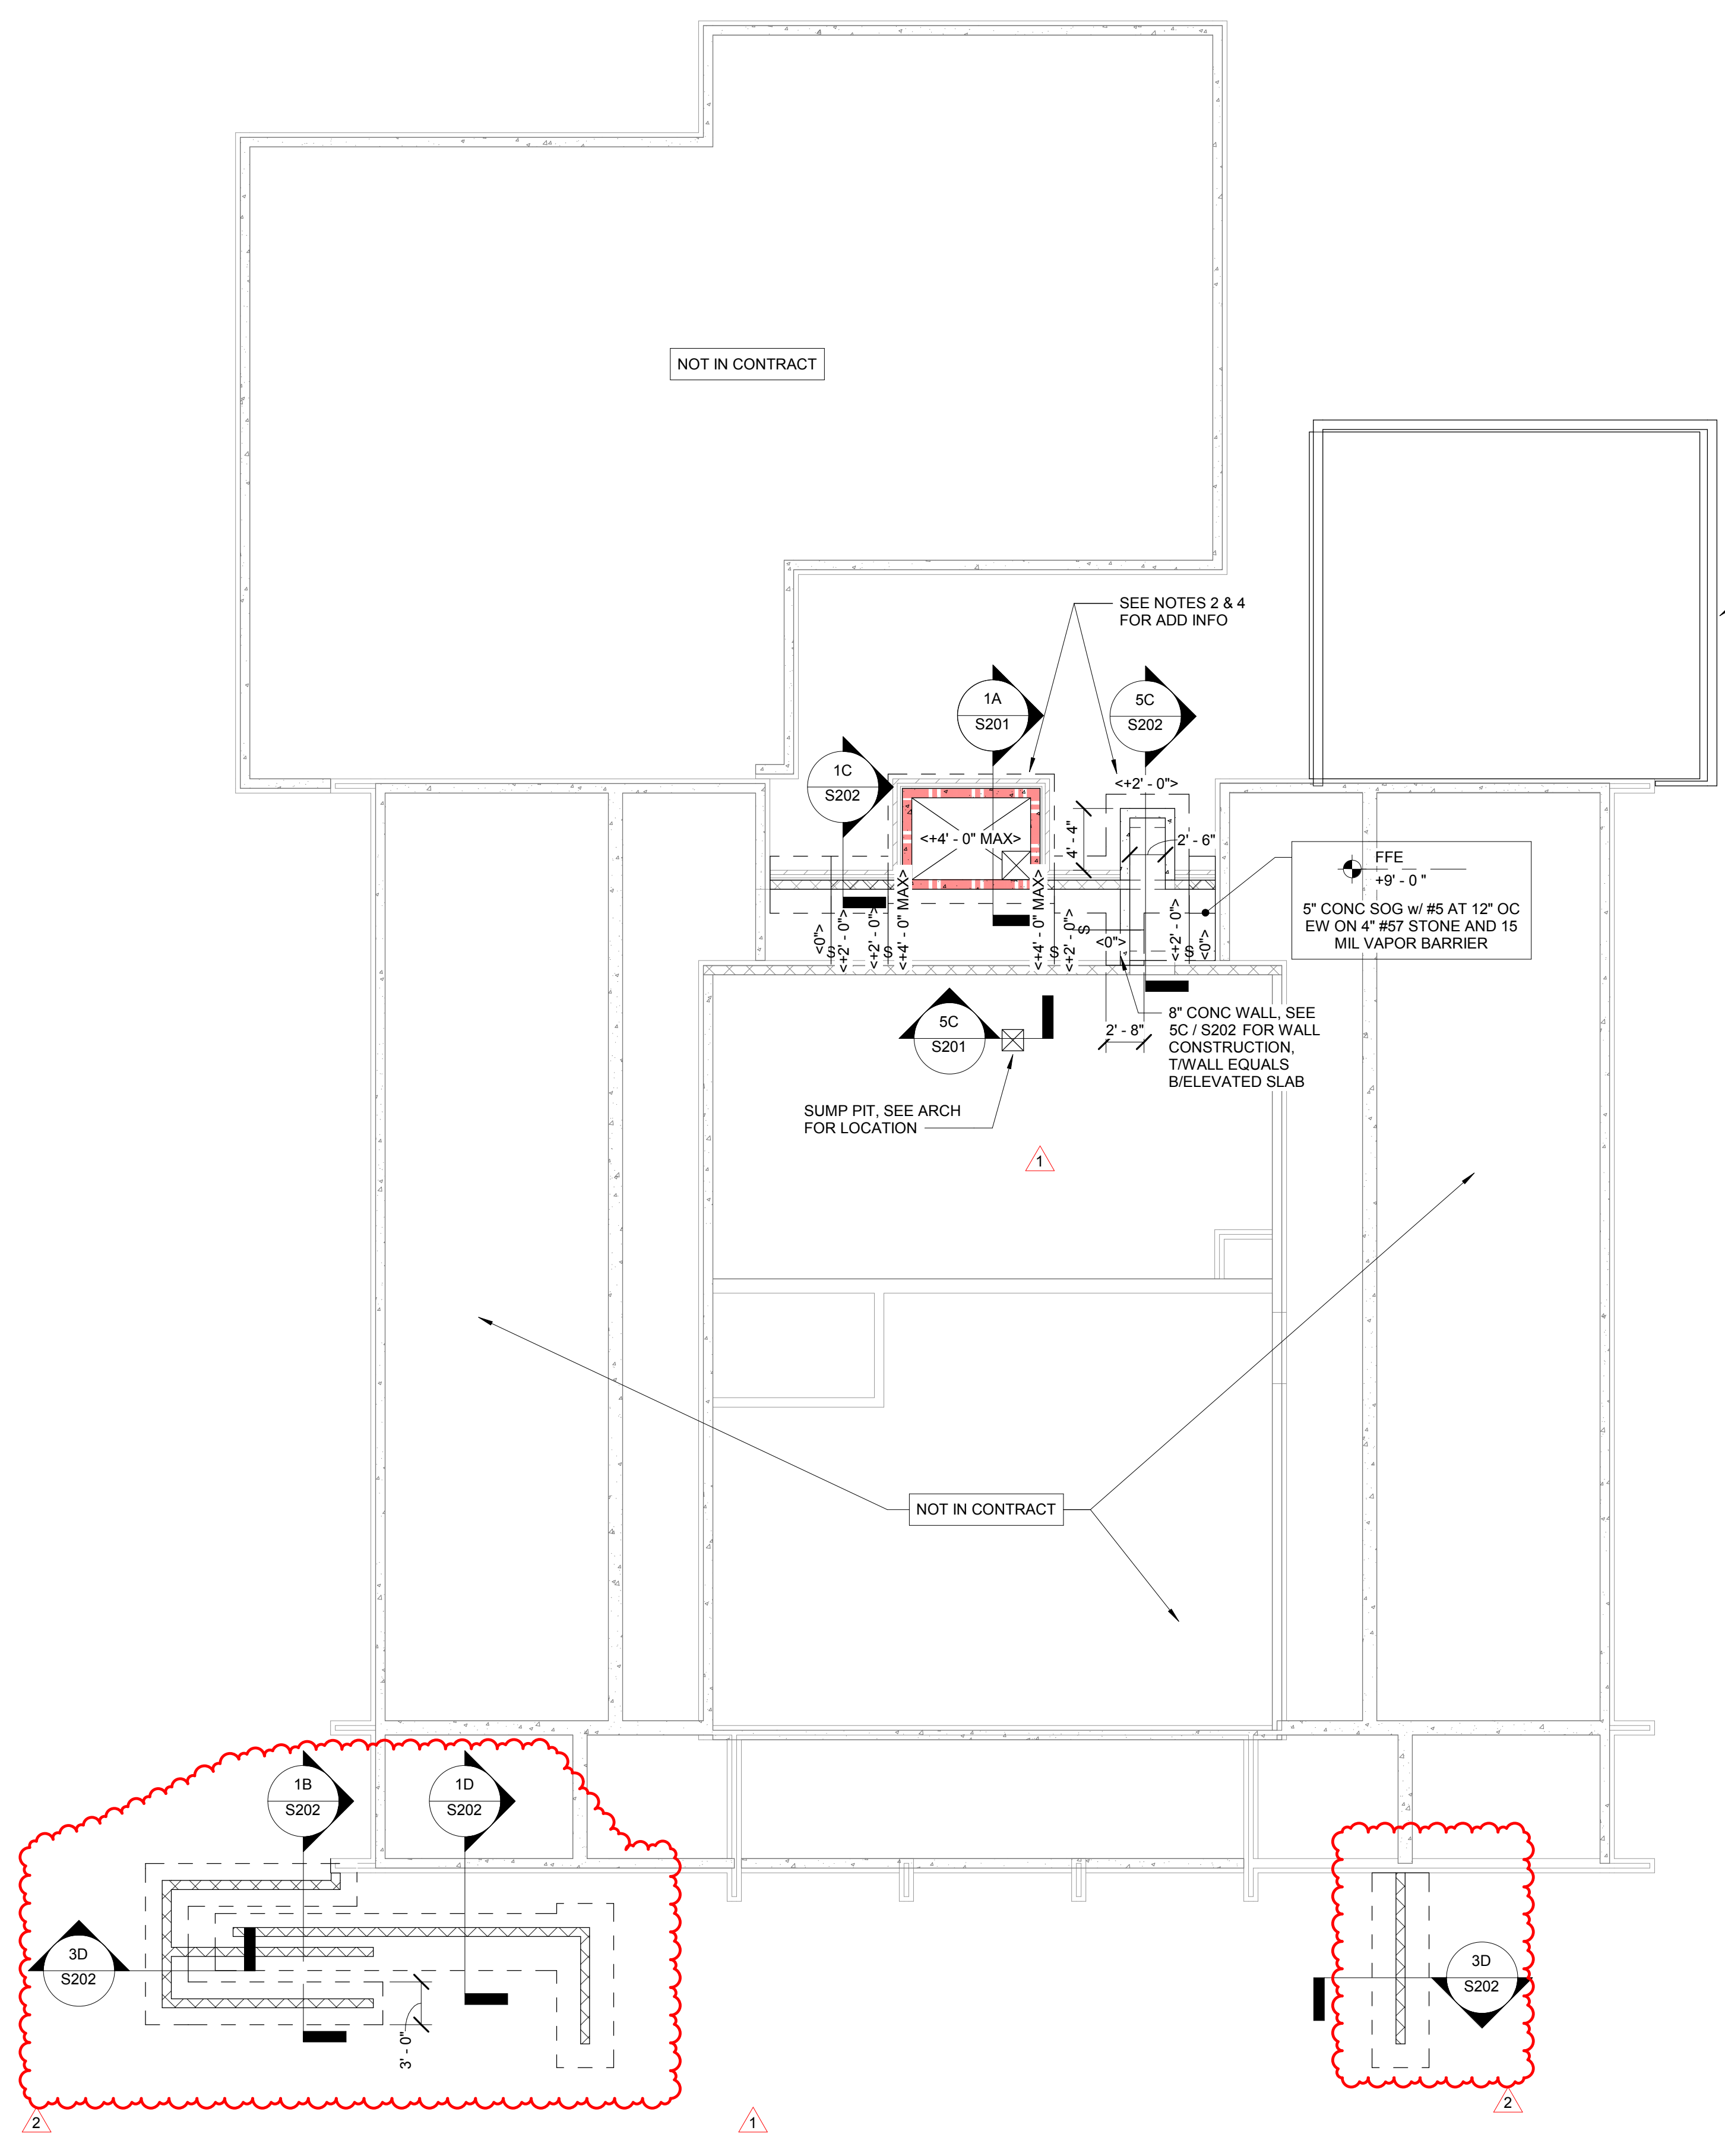 NOT IN CONTRACT
SEE NOTES 2 & 4
FOR ADD INFO
1A
S201
5C
S202
1C
S202
<+2' - 0">
<+4' - 0" MAX>
4' - 4"
2' - 6"
FFE
+9' - 0 "
5" CONC SOG w/ #5 AT 12" OC
EW ON 4" #57 STONE AND 15
MIL VAPOR BARRIER
<0">
S
<+2' - 0">
<+2' - 0">
S
<+4' - 0" MAX>
<+4' - 0" MAX>
S
<+2' - 0">
S
<0">
<+2' - 0">
S
<0">
5C
S201
2' - 8"
8" CONC WALL, SEE
5C / S202 FOR WALL
CONSTRUCTION,
T/WALL EQUALS
B/ELEVATED SLAB
SUMP PIT, SEE ARCH
FOR LOCATION
1
NOT IN CONTRACT
1B
S202
1D
S202
3D
S202
3' - 0"
3D
S202
2
1
2